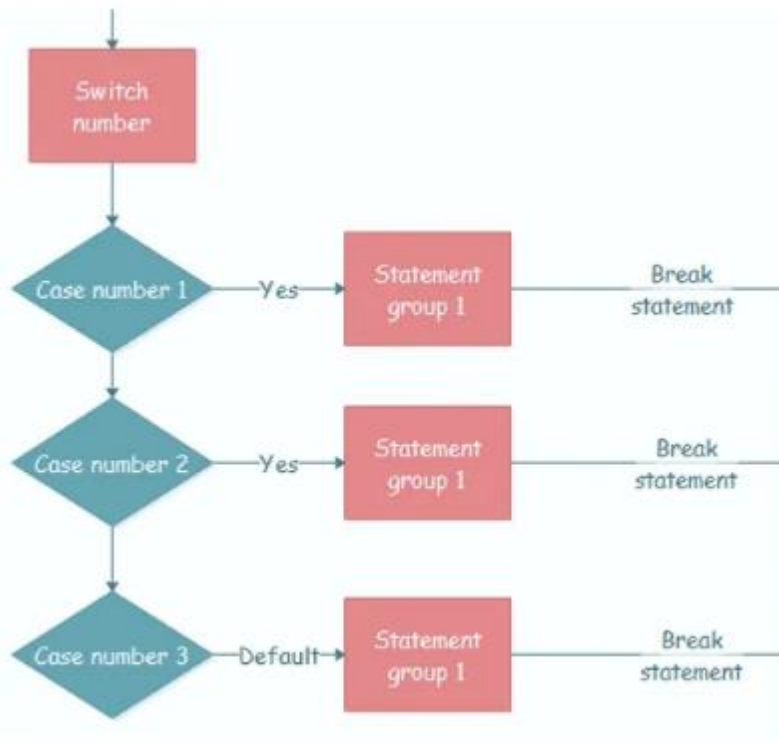 Switch
number
Case number 1
Yes
Statement
group 1
Break
statement
Case number 2
Yes
Statement
group 1
Break
statement
Case number 3
Default
Statement
group 1
Break
statement